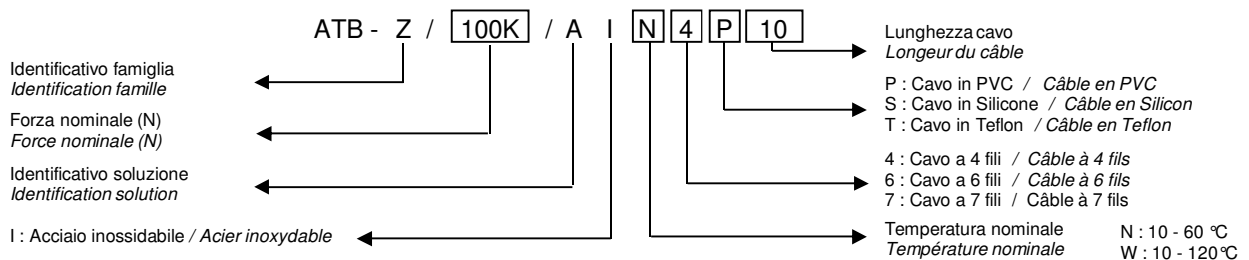 ATB - Z / 100K / A I N 4 P 10
Identificativo famiglia
Identification famille
Forza nominale (N)
Force nominale (N)
Identificativo soluzione
Identification solution
I : Acciaio inossidabile / Acier inoxydable
Lunghezza cavo
Longeur du câble
P : Cavo in PVC / Câble en PVC
S : Cavo in Silicone / Câble en Silicon
T : Cavo in Teflon / Câble en Teflon
4 : Cavo a 4 fili / Câble à 4 fils
6 : Cavo a 6 fili / Câble à 6 fils
7 : Cavo a 7 fili / Câble à 7 fils
Temperatura nominale N : 10 - 60 °C
Température nominale W : 10 - 120°C